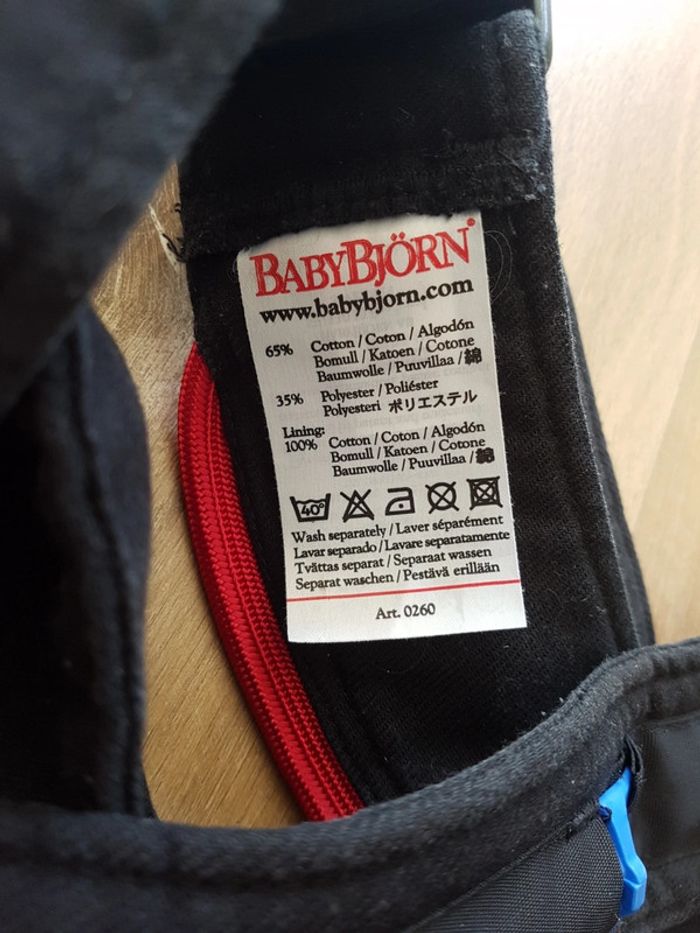 BABYBJÖRN®
www.babybjorn.com
65% Cotton / Coton / Algodón
Bomull / Katoen / Cotone
Baumwolle / Puuvillaa / 綿
35% Polyester / Poliéster
Polyesteri ポリエステル
Lining:
100% Cotton / Coton / Algodón
Bomull / Katoen / Cotone
Baumwolle / Puuvillaa / 綿
40°
Wash separately / Laver séparément
Lavar separado / Lavare separatamente
Tvättas separat / Separaat wassen
Separat waschen / Pestävä erillään
Art. 0260